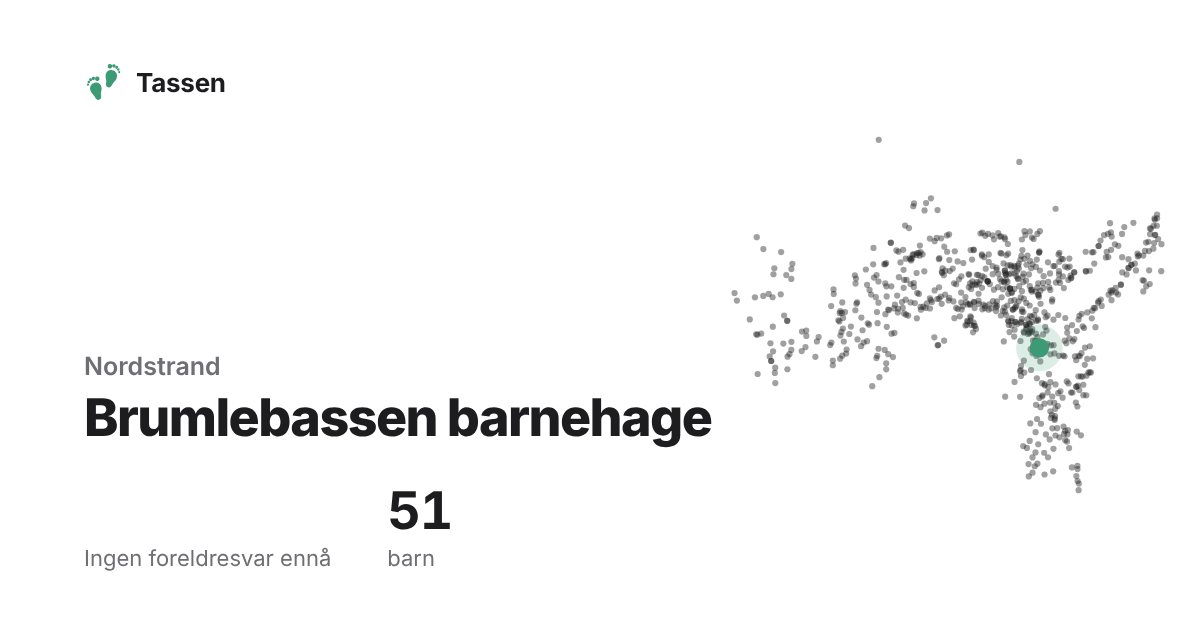 Tassen
Nordstrand
Brumlebassen barnehage
51
Ingen foreldresvar ennå
barn